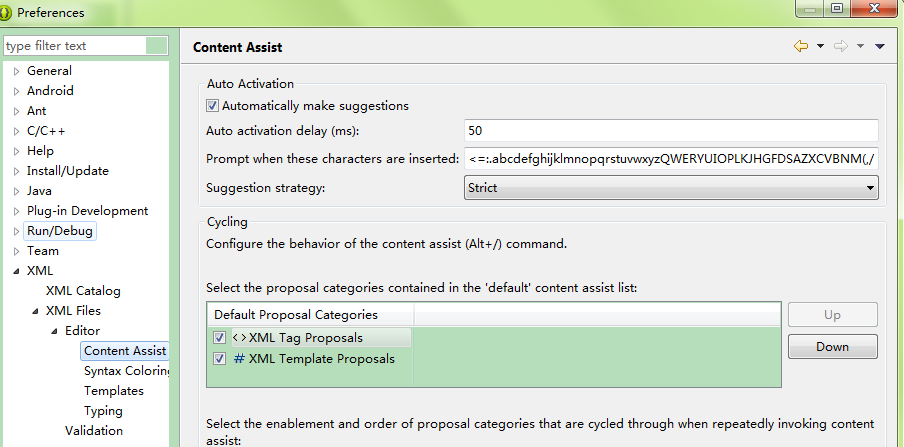 Preferences
type filter text
General
Android
Ant
C/C++
Help
Install/Update
Java
Plug-in Development
Run/Debug
Team
XML
XML Catalog
XML Files
Editor
Content Assist
Syntax Coloring
Templates
Typing
Validation
Content Assist
Auto Activation
Automatically make suggestions
Auto activation delay (ms):
50
Prompt when these characters are inserted:
<=:.abcdefghijklmnopqrstuvwxyzQWERYUIOPLKJHGFDSAZXCVBNM(,/
Suggestion strategy:
Strict
Cycling
Configure the behavior of the content assist (Alt+/) command.
Select the proposal categories contained in the 'default' content assist list:
Default Proposal Categories
<> XML Tag Proposals
# XML Template Proposals
Up
Down
Select the enablement and order of proposal categories that are cycled through when repeatedly invoking content
assist: